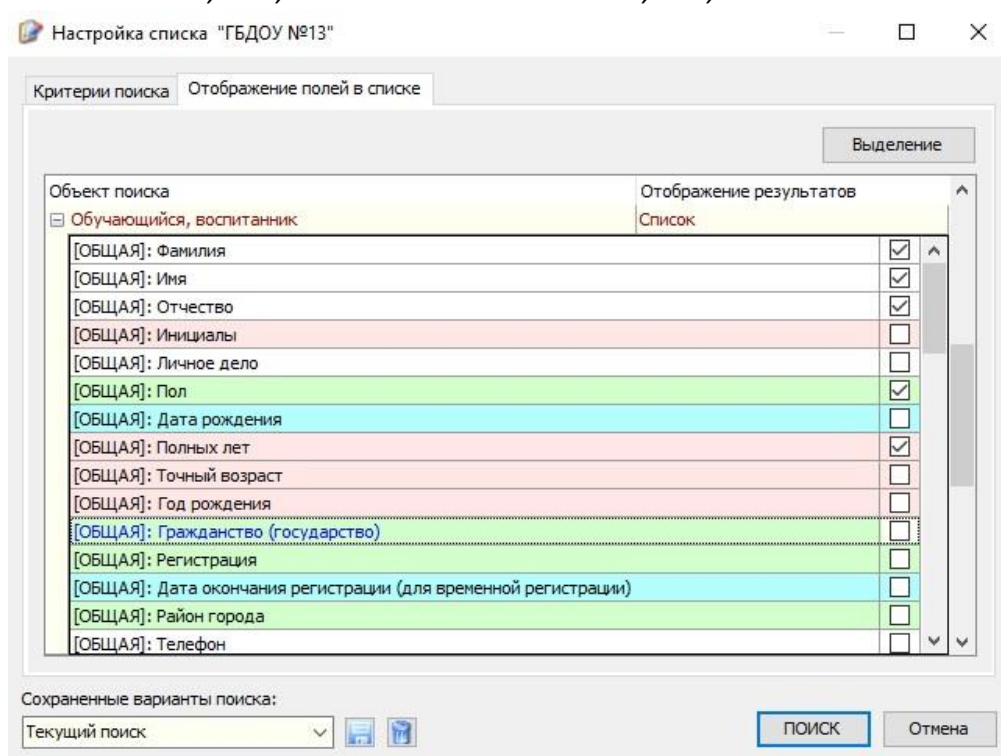 Настройка списка "ГБДОУ №13"
Критерии поиска Отображение полей в списке
Выделение
Объект поиска Отображение результатов
Обучающийся, воспитанник Список
[ОБЩАЯ]: Фамилия
[ОБЩАЯ]: Имя
[ОБЩАЯ]: Отчество
[ОБЩАЯ]: Инициалы
[ОБЩАЯ]: Личное дело
[ОБЩАЯ]: Пол
[ОБЩАЯ]: Дата рождения
[ОБЩАЯ]: Полных лет
[ОБЩАЯ]: Точный возраст
[ОБЩАЯ]: Год рождения
[ОБЩАЯ]: Гражданство (государство)
[ОБЩАЯ]: Регистрация
[ОБЩАЯ]: Дата окончания регистрации (для временной регистрации)
[ОБЩАЯ]: Район города
[ОБЩАЯ]: Телефон
Сохраненные варианты поиска:
Текущий поиск ПОИСК Отмена